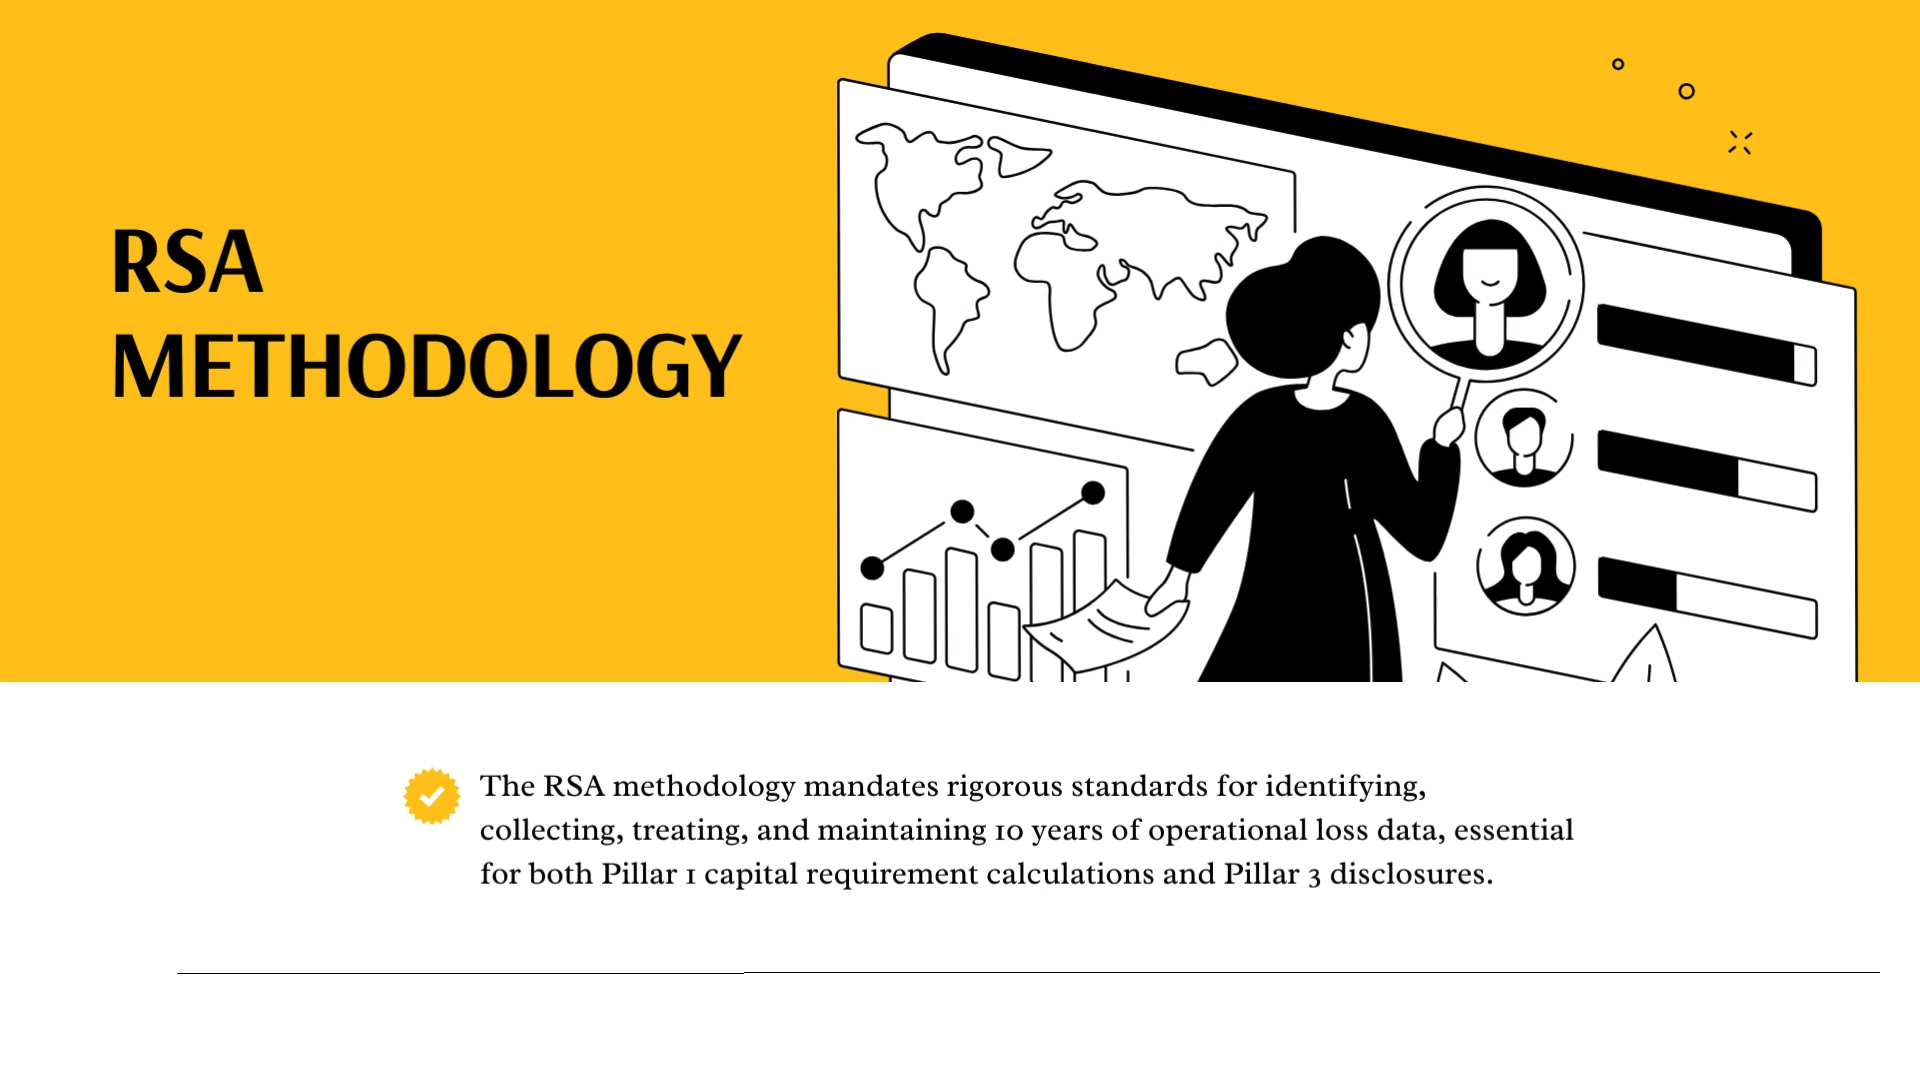 RSA
METHODOLOGY
The RSA methodology mandates rigorous standards for identifying,
collecting, treating, and maintaining 10 years of operational loss data, essential
for both Pillar 1 capital requirement calculations and Pillar 3 disclosures.